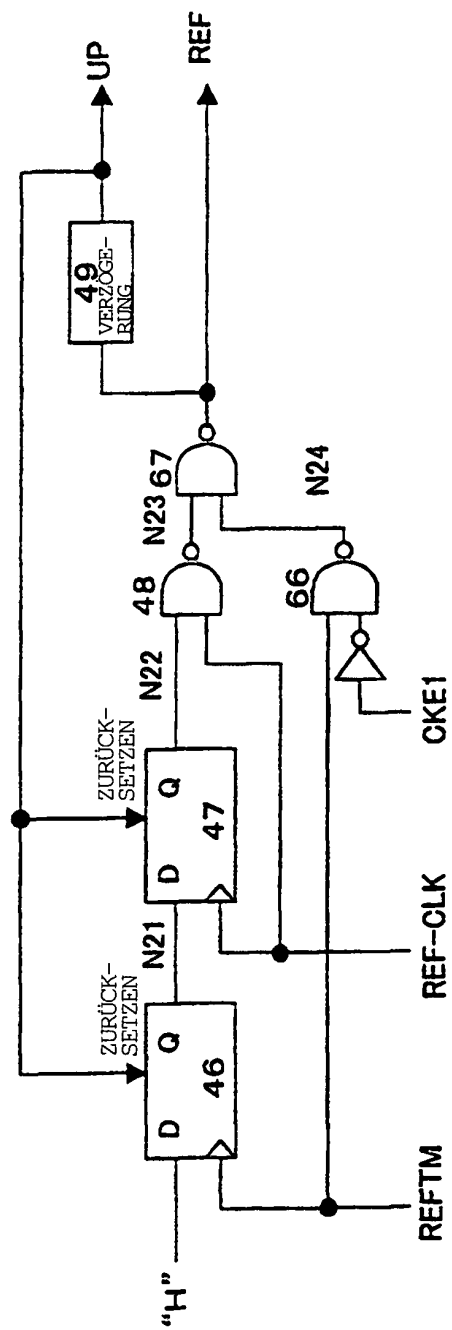 "H"
D
Q
46
ZURÜCK-
SETZEN
N21
D
Q
47
ZURÜCK-
SETZEN
N22
48
N23
67
N24
66
49
VERZÖGE-
RUNG
UP
REF
REFTM
REF-CLK
CKE1